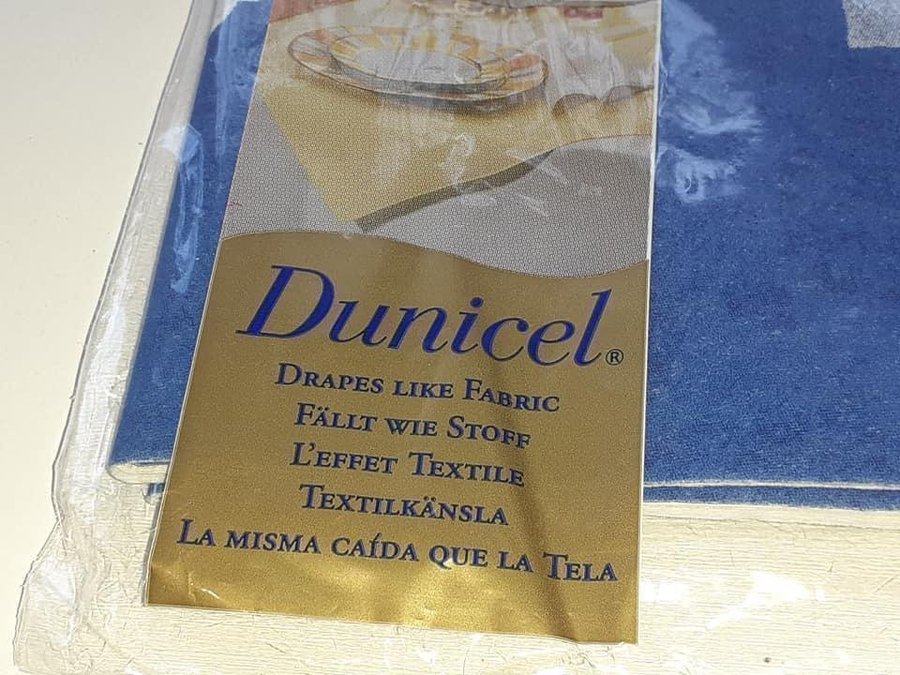 Dunicel®
Drapes like Fabric
Fällt wie Stoff
L'effet Textile
Textilkänsla
La misma caída que la Tela